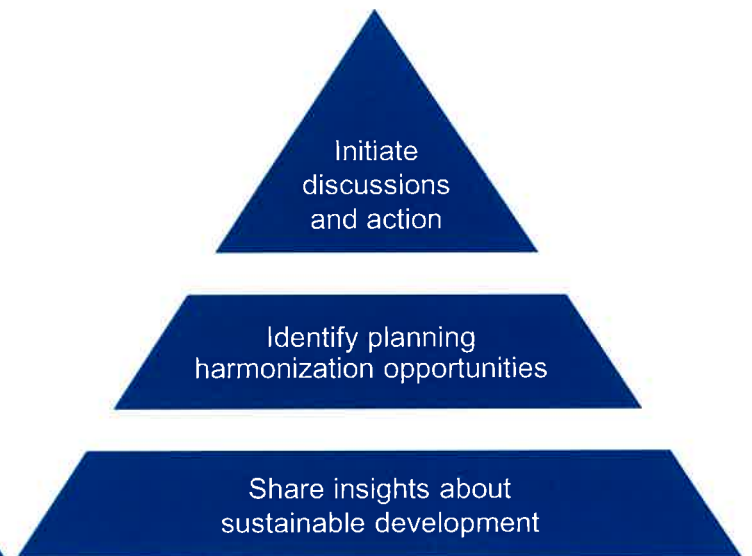 Initiate
discussions
and action
Identify planning
harmonization opportunities
Share insights about
sustainable development